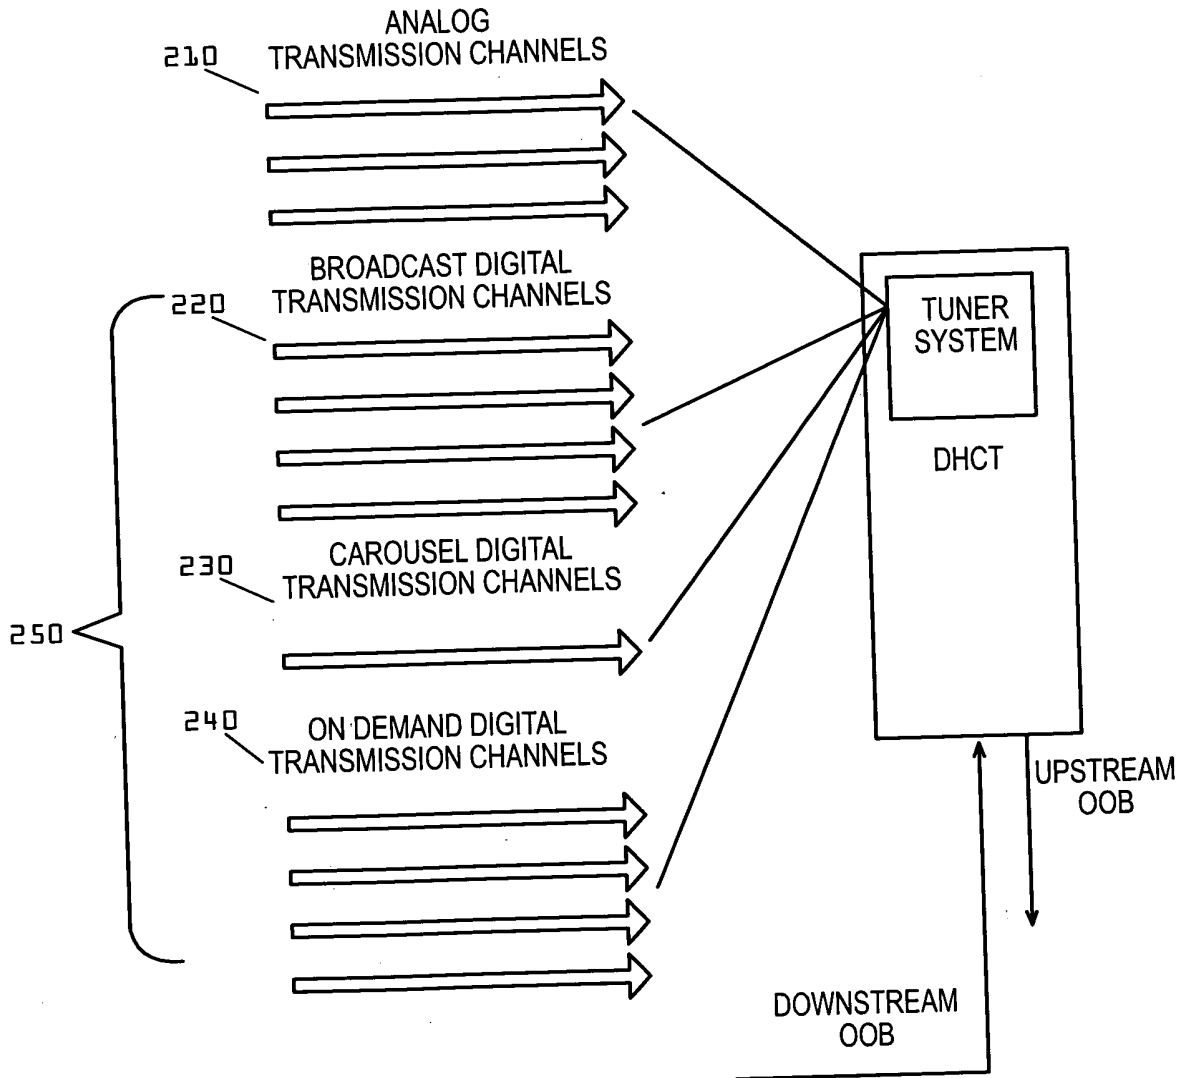 ANALOG
TRANSMISSION CHANNELS
210
BROADCAST DIGITAL
TRANSMISSION CHANNELS
220
TUNER
SYSTEM
DHCT
CAROUSEL DIGITAL
TRANSMISSION CHANNELS
230
250
ON DEMAND DIGITAL
TRANSMISSION CHANNELS
240
UPSTREAM
OOB
DOWNSTREAM
OOB